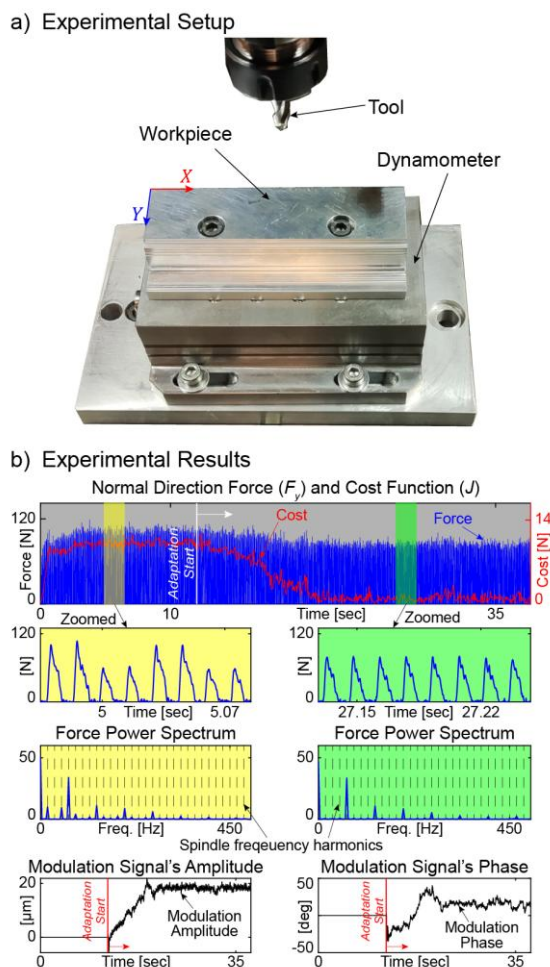 a) Experimental Setup
Tool
Workpiece
Dynamometer
X
Y
b) Experimental Results
Normal Direction Force (Fy) and Cost Function (J)
120
14
Force [N]
Cost [N]
Adaptation Start
Cost
Force
0
0
0 10 Time [sec] 35
Zoomed
Zoomed
120
120
[N]
[N]
0
0
5 Time [sec] 5.07
27.15 Time [sec] 27.22
Force Power Spectrum
Force Power Spectrum
50
50
0
0
0 Freq. [Hz] 450
0 Freq. [Hz] 450
Spindle frequeuency harmonics
Modulation Signal's Amplitude
Modulation Signal's Phase
20
50
[µm]
[deg]
Adaptation Start
Adaptation Start
Modulation Amplitude
Modulation Phase
0
-50
0 Time [sec] 35
0 Time [sec] 35